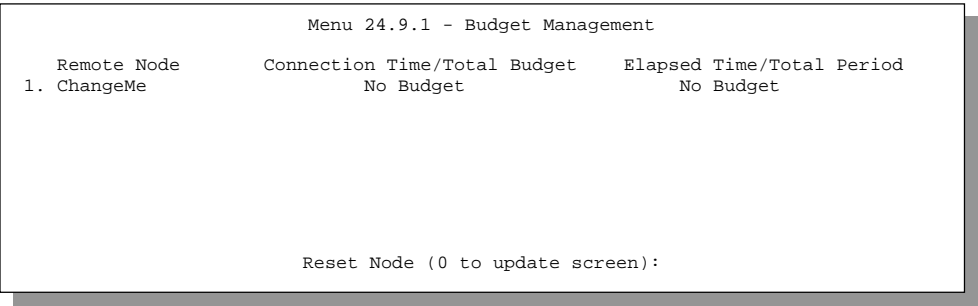 Menu 24.9.1 - Budget Management
Remote Node Connection Time/Total Budget Elapsed Time/Total Period
1. ChangeMe No Budget No Budget
Reset Node (0 to update screen):